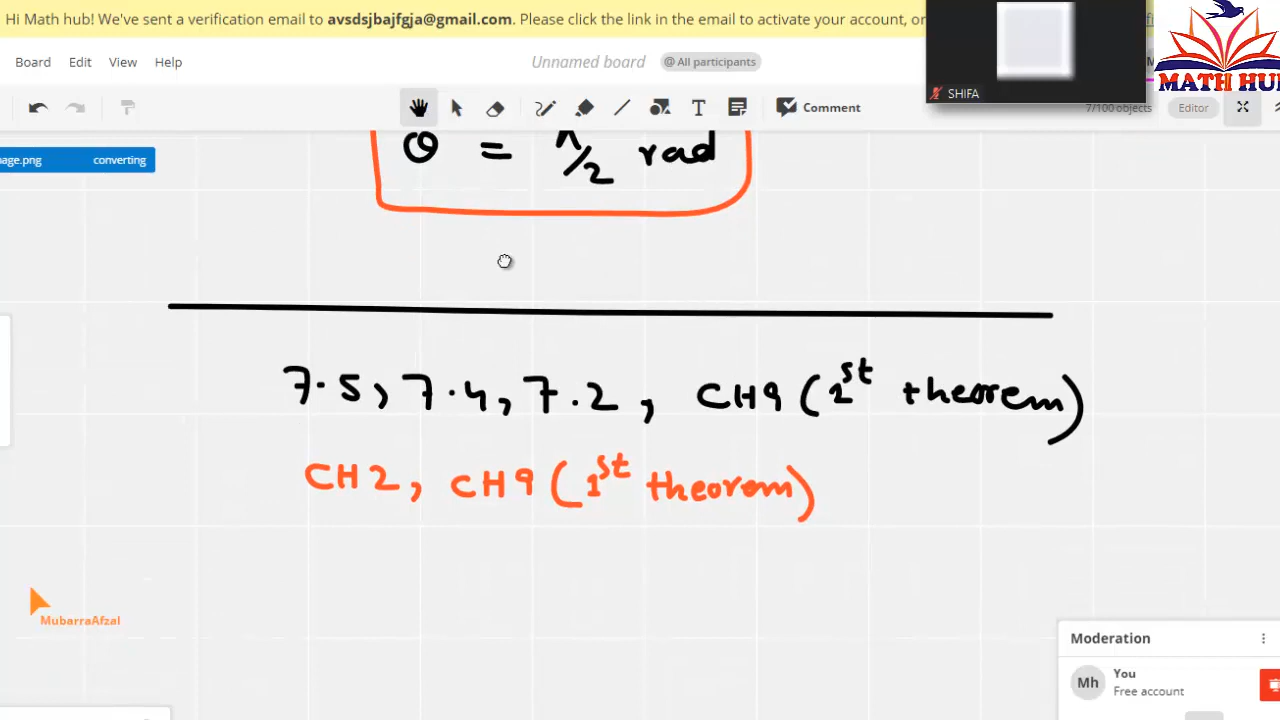 Hi Math hub! We've sent a verification email to avsdsjbajfgja@gmail.com. Please click the link in the email to activate your account, or
Board Edit View Help
Unnamed board @ All participants
SHIFA
MATH HUB
Comment
7/100 objects
Editor
age.png converting
θ = π/2 rad
7.5, 7.4, 7.2, CH9 (1st theorem)
CH2, CH9 (1st theorem)
MubarraAfzal
Moderation
Mh
You
Free account